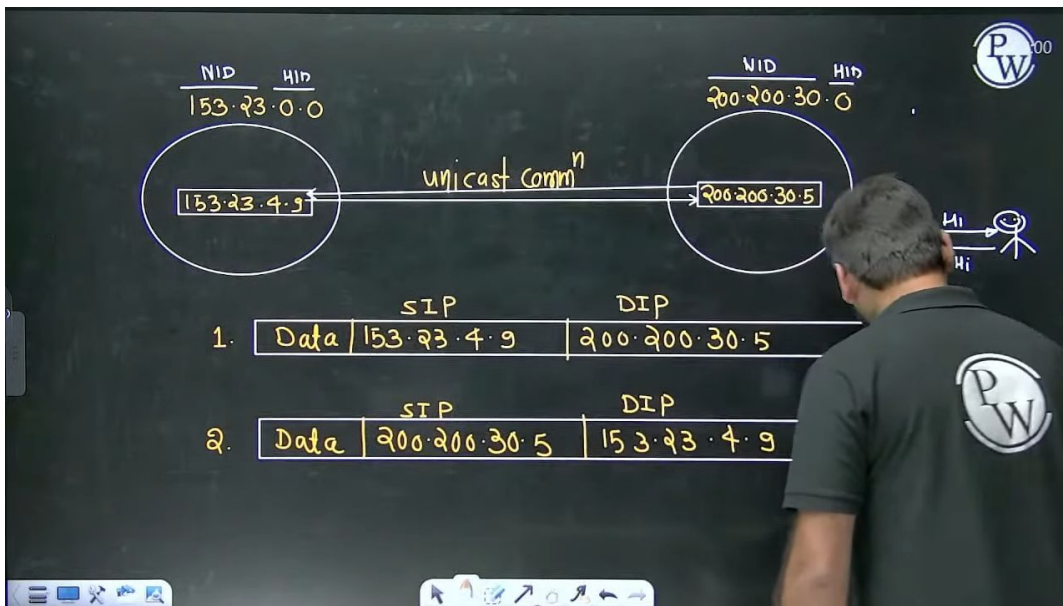 PW
00
NID HID
153.23.0.0
NID HID
200.200.30.0
unicast commⁿ
153.23.4.9
200.200.30.5
Hi
Hi
SIP DIP
1. Data 153.23.4.9 200.200.30.5
SIP DIP
2. Data 200.200.30.5 153.23.4.9
PW